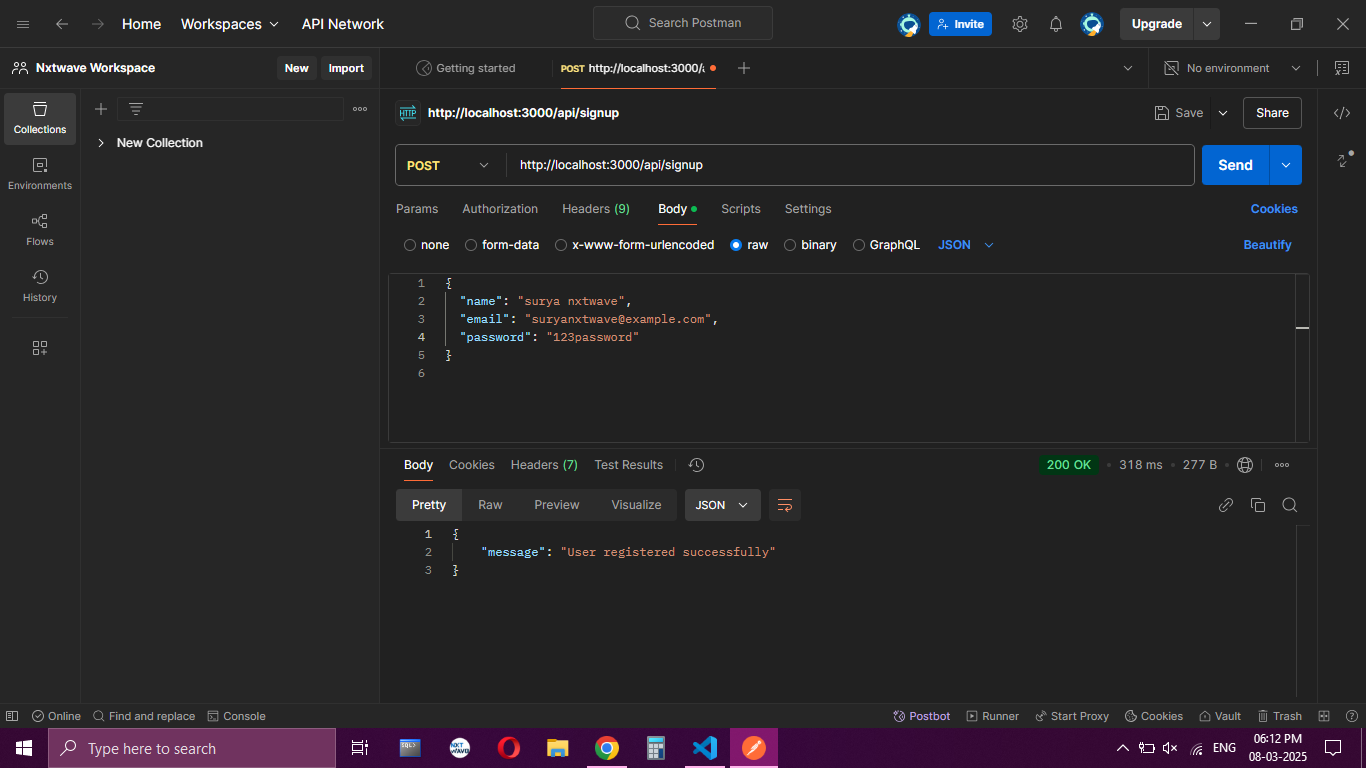 Home Workspaces API Network Search Postman Invite Upgrade
Nxtwave Workspace New Import Getting started POST http://localhost:3000/a No environment
Collections
Environments
Flows
History
New Collection
HTTP http://localhost:3000/api/signup Save Share
POST http://localhost:3000/api/signup Send
Params Authorization Headers (9) Body Scripts Settings Cookies
none form-data x-www-form-urlencoded raw binary GraphQL JSON Beautify
1 {
2 "name": "surya nxtwave",
3 "email": "suryanxtwave@example.com",
4 "password": "123password"
5 }
6
Body Cookies Headers (7) Test Results 200 OK • 318 ms • 277 B •
Pretty Raw Preview Visualize JSON
1 {
2 "message": "User registered successfully"
3 }
Online Find and replace Console Postbot Runner Start Proxy Cookies Vault Trash
Type here to search SQL NXT WAVE ENG 06:12 PM
08-03-2025